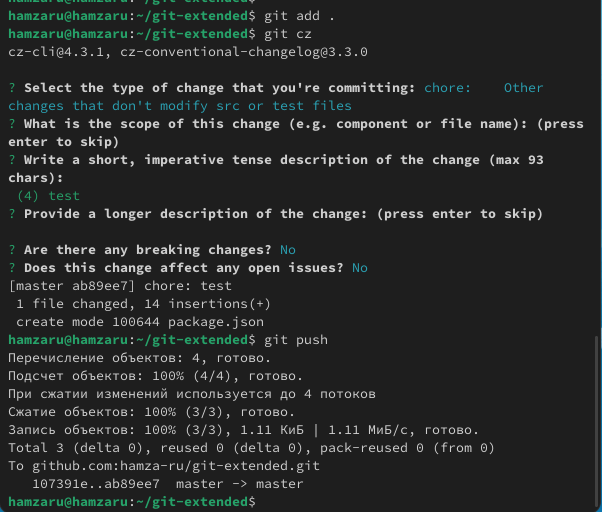 hamzaru@hamzaru:~/git-extended$ git add .
hamzaru@hamzaru:~/git-extended$ git cz
cz-cli@4.3.1, cz-conventional-changelog@3.3.0
? Select the type of change that you're committing: chore:    Other
changes that don't modify src or test files
? What is the scope of this change (e.g. component or file name): (press
enter to skip)
? Write a short, imperative tense description of the change (max 93
chars):
 (4) test
? Provide a longer description of the change: (press enter to skip)
? Are there any breaking changes? No
? Does this change affect any open issues? No
[master ab89ee7] chore: test
 1 file changed, 14 insertions(+)
 create mode 100644 package.json
hamzaru@hamzaru:~/git-extended$ git push
Перечисление объектов: 4, готово.
Подсчет объектов: 100% (4/4), готово.
При сжатии изменений используется до 4 потоков
Сжатие объектов: 100% (3/3), готово.
Запись объектов: 100% (3/3), 1.11 КиБ | 1.11 МиБ/с, готово.
Total 3 (delta 0), reused 0 (delta 0), pack-reused 0 (from 0)
To github.com:hamza-ru/git-extended.git
   107391e..ab89ee7  master -> master
hamzaru@hamzaru:~/git-extended$